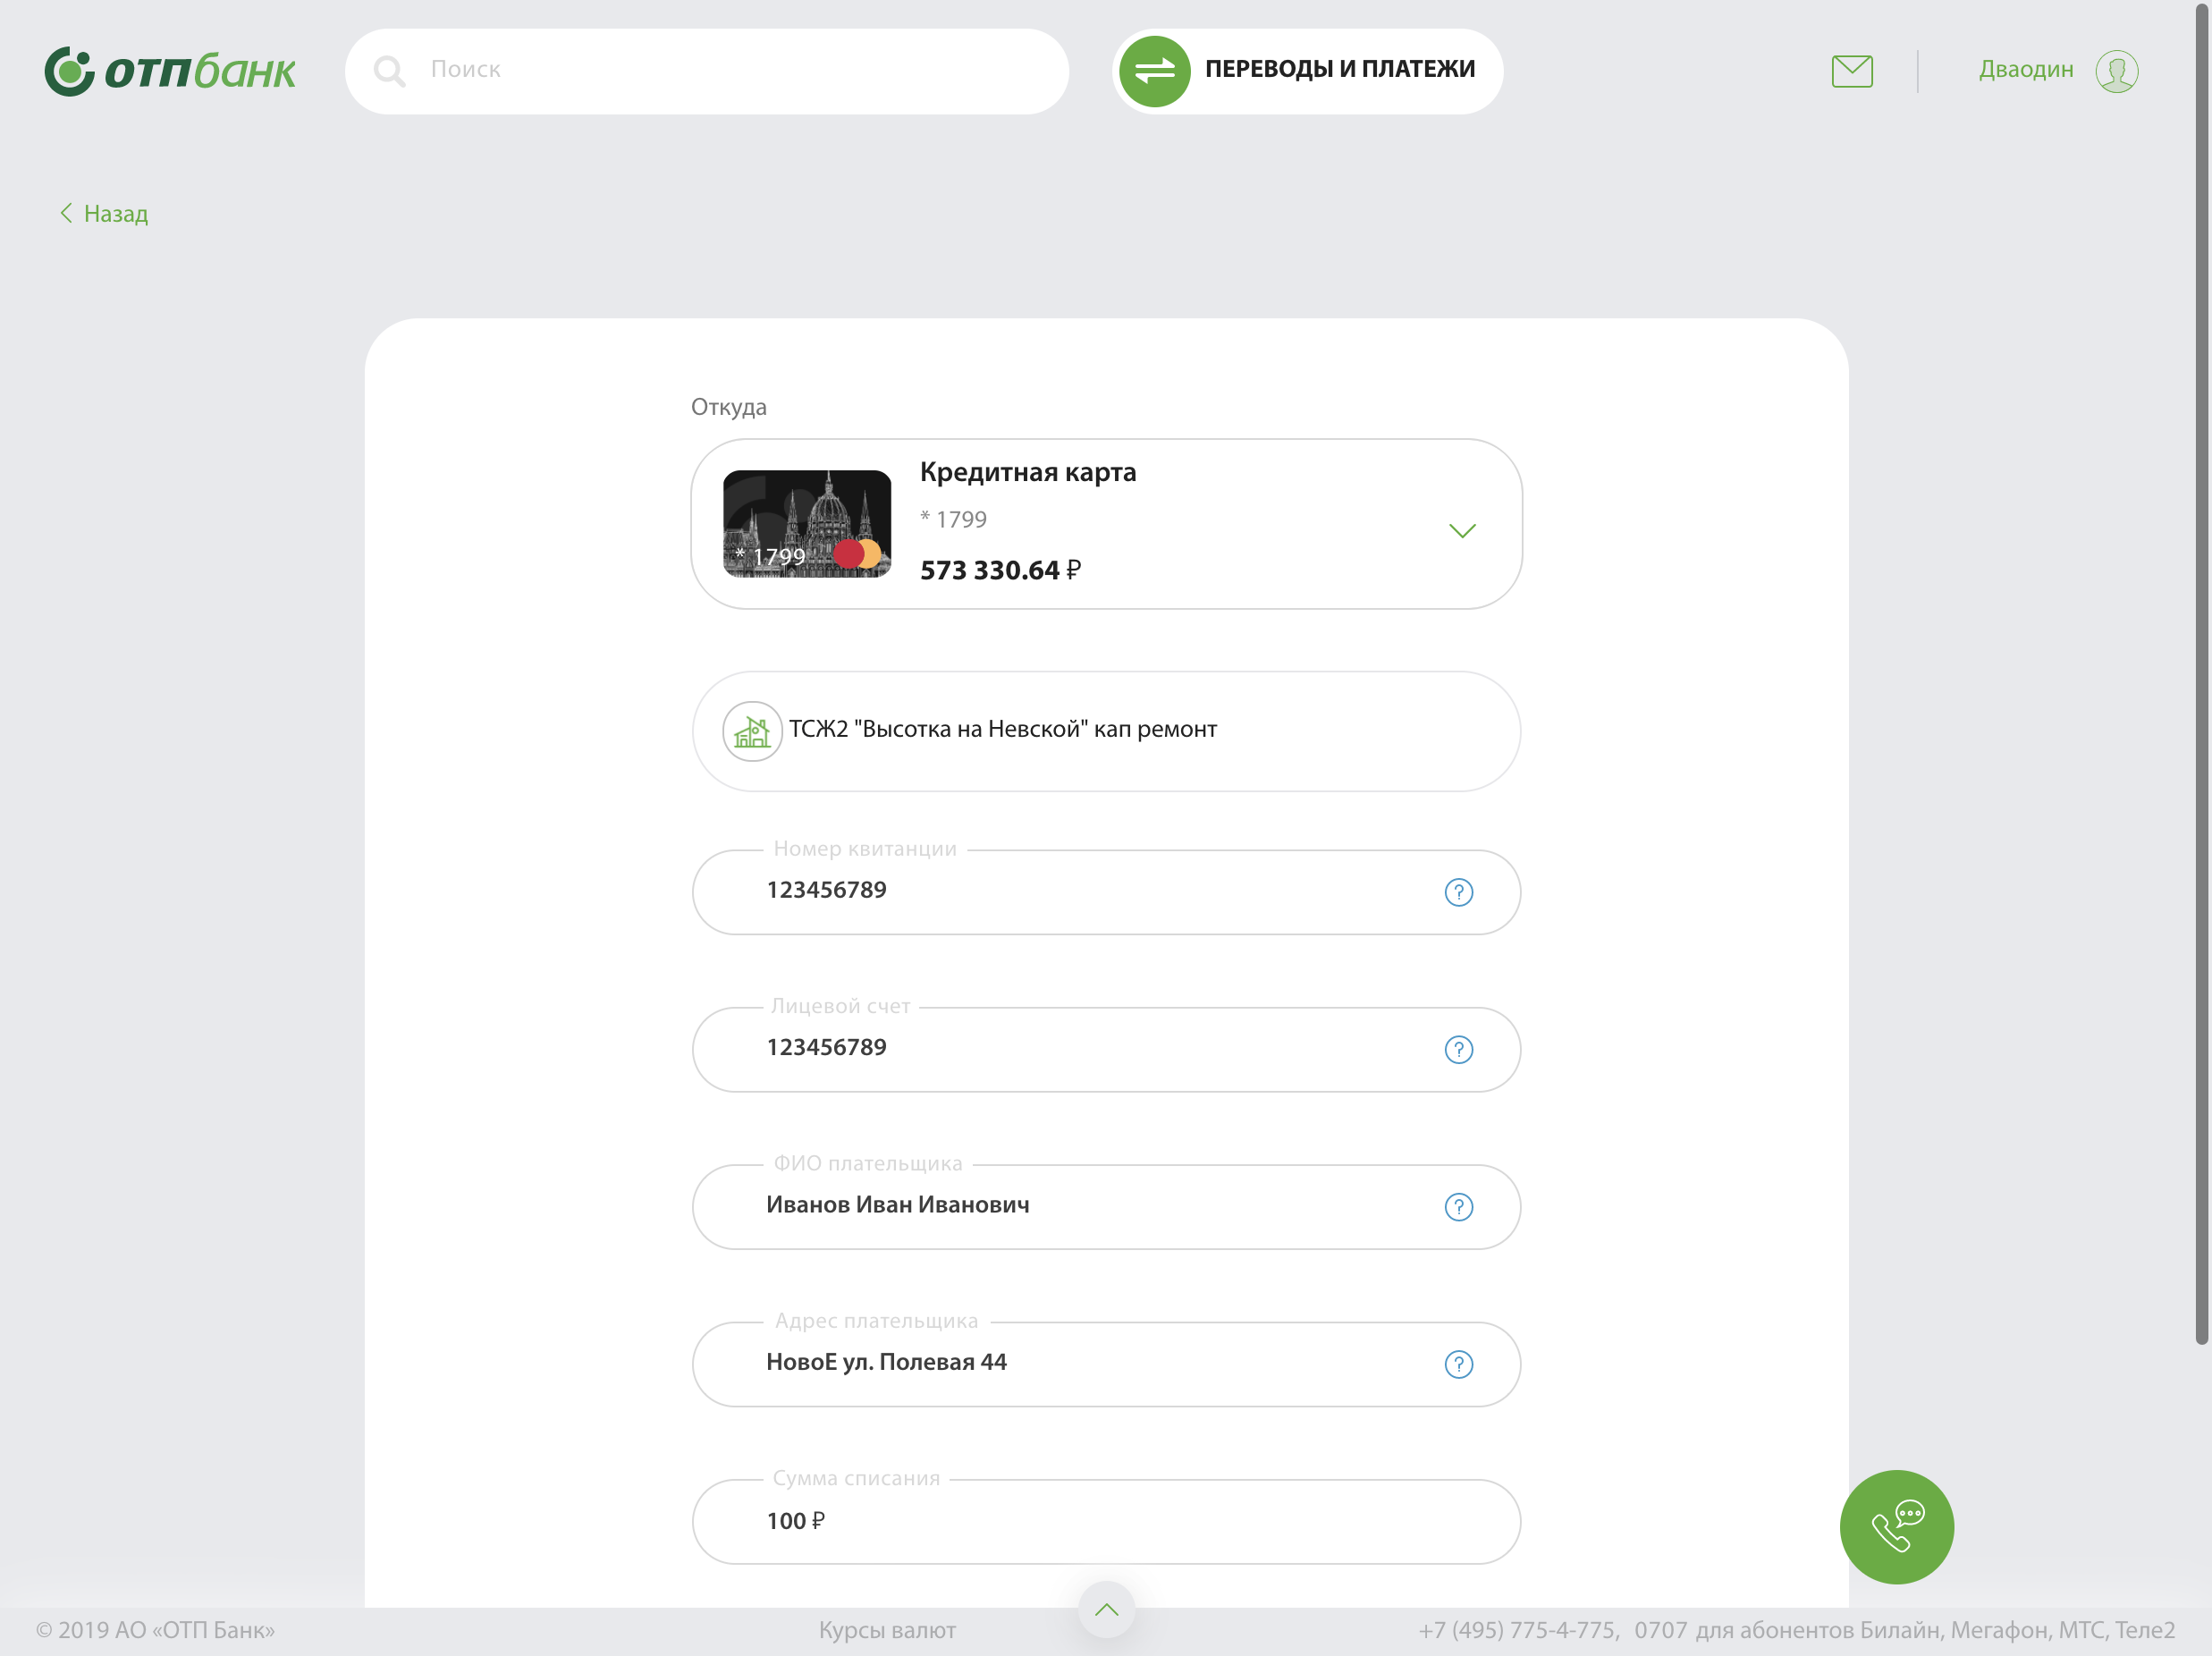 отпбанк
Поиск
ПЕРЕВОДЫ И ПЛАТЕЖИ
Дваодин
Назад
Откуда
Кредитная карта
* 1799
573 330.64 ₽
* 1799
ТСЖ2 "Высотка на Невской" кап ремонт
Номер квитанции
123456789
?
Лицевой счет
123456789
?
ФИО плательщика
Иванов Иван Иванович
?
Адрес плательщика
НовоЕ ул. Полевая 44
?
Сумма списания
100 ₽
© 2019 АО «ОТП Банк»
Курсы валют
+7 (495) 775-4-775, 0707 для абонентов Билайн, Мегафон, МТС, Теле2